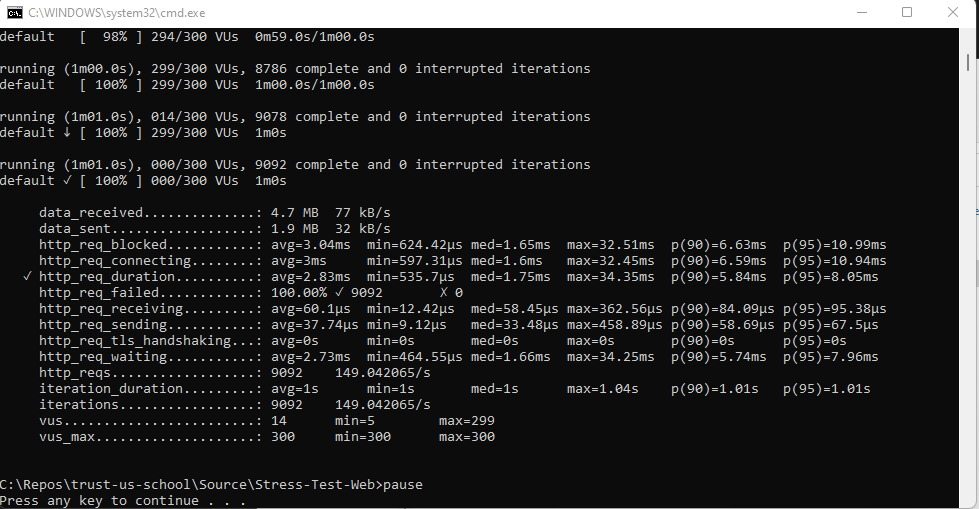 C:\WINDOWS\system32\cmd.exe
default   [  98% ] 294/300 VUs  0m59.0s/1m00.0s
running (1m00.0s), 299/300 VUs, 8786 complete and 0 interrupted iterations
default   [ 100% ] 299/300 VUs  1m00.0s/1m00.0s
running (1m01.0s), 014/300 VUs, 9078 complete and 0 interrupted iterations
default ↓ [ 100% ] 299/300 VUs  1m0s
running (1m01.0s), 000/300 VUs, 9092 complete and 0 interrupted iterations
default ✓ [ 100% ] 000/300 VUs  1m0s
data_received..............: 4.7 MB  77 kB/s
data_sent..................: 1.9 MB  32 kB/s
http_req_blocked...........: avg=3.04ms  min=624.42µs med=1.65ms  max=32.51ms  p(90)=6.63ms  p(95)=10.99ms
http_req_connecting........: avg=3ms     min=597.31µs med=1.6ms   max=32.45ms  p(90)=6.59ms  p(95)=10.94ms
✓ http_req_duration..........: avg=2.83ms  min=535.7µs  med=1.75ms  max=34.35ms  p(90)=5.84ms  p(95)=8.05ms
http_req_failed............: 100.00% ✓ 9092       ✗ 0
http_req_receiving.........: avg=60.1µs  min=12.42µs  med=58.45µs max=362.56µs p(90)=84.09µs p(95)=95.38µs
http_req_sending...........: avg=37.74µs min=9.12µs   med=33.48µs max=458.89µs p(90)=58.69µs p(95)=67.5µs
http_req_tls_handshaking...: avg=0s      min=0s       med=0s      max=0s       p(90)=0s      p(95)=0s
http_req_waiting...........: avg=2.73ms  min=464.55µs med=1.66ms  max=34.25ms  p(90)=5.74ms  p(95)=7.96ms
http_reqs..................: 9092    149.042065/s
iteration_duration.........: avg=1s      min=1s       med=1s      max=1.04s    p(90)=1.01s   p(95)=1.01s
iterations.................: 9092    149.042065/s
vus........................: 14      min=5        max=299
vus_max....................: 300     min=300      max=300
C:\Repos\trust-us-school\Source\Stress-Test-Web>pause
Press any key to continue . . .